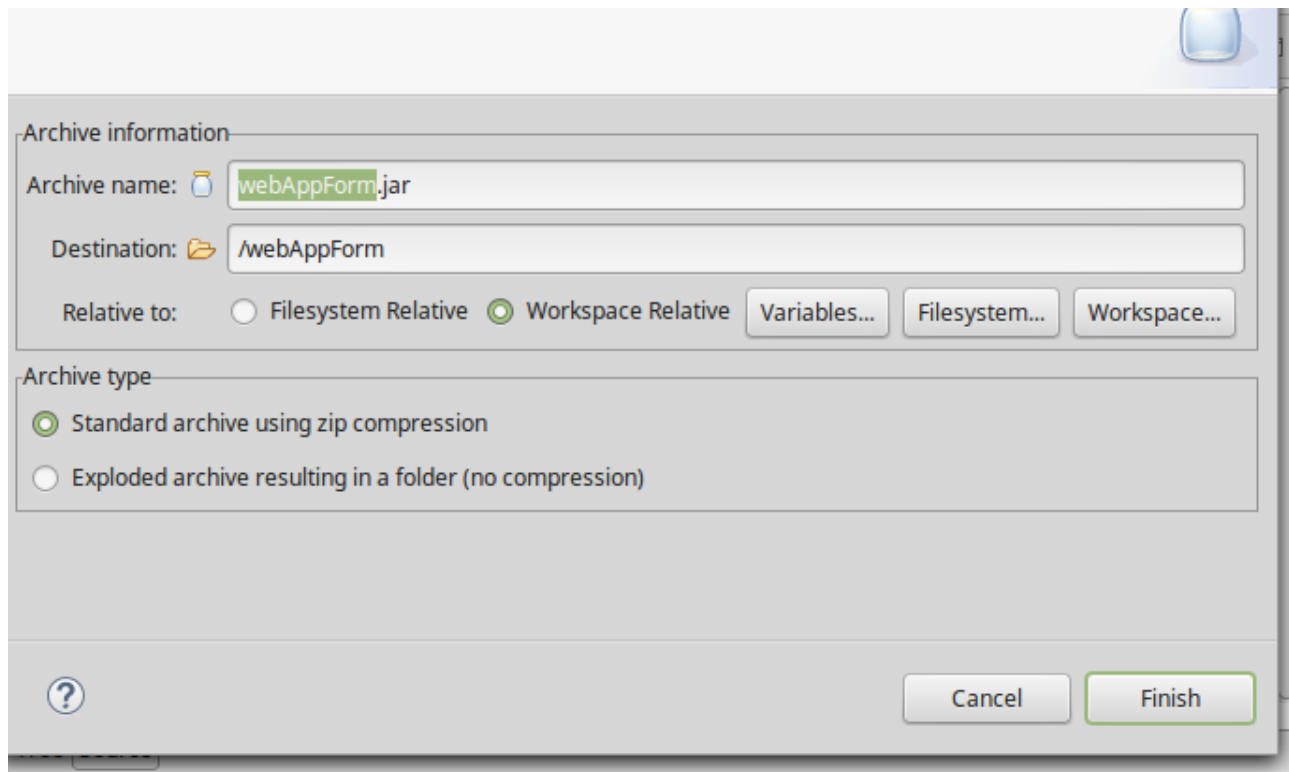 Archive information
Archive name: webAppForm.jar
Destination: /webAppForm
Relative to: Filesystem Relative Workspace Relative Variables... Filesystem... Workspace...
Archive type
Standard archive using zip compression
Exploded archive resulting in a folder (no compression)
? Cancel Finish